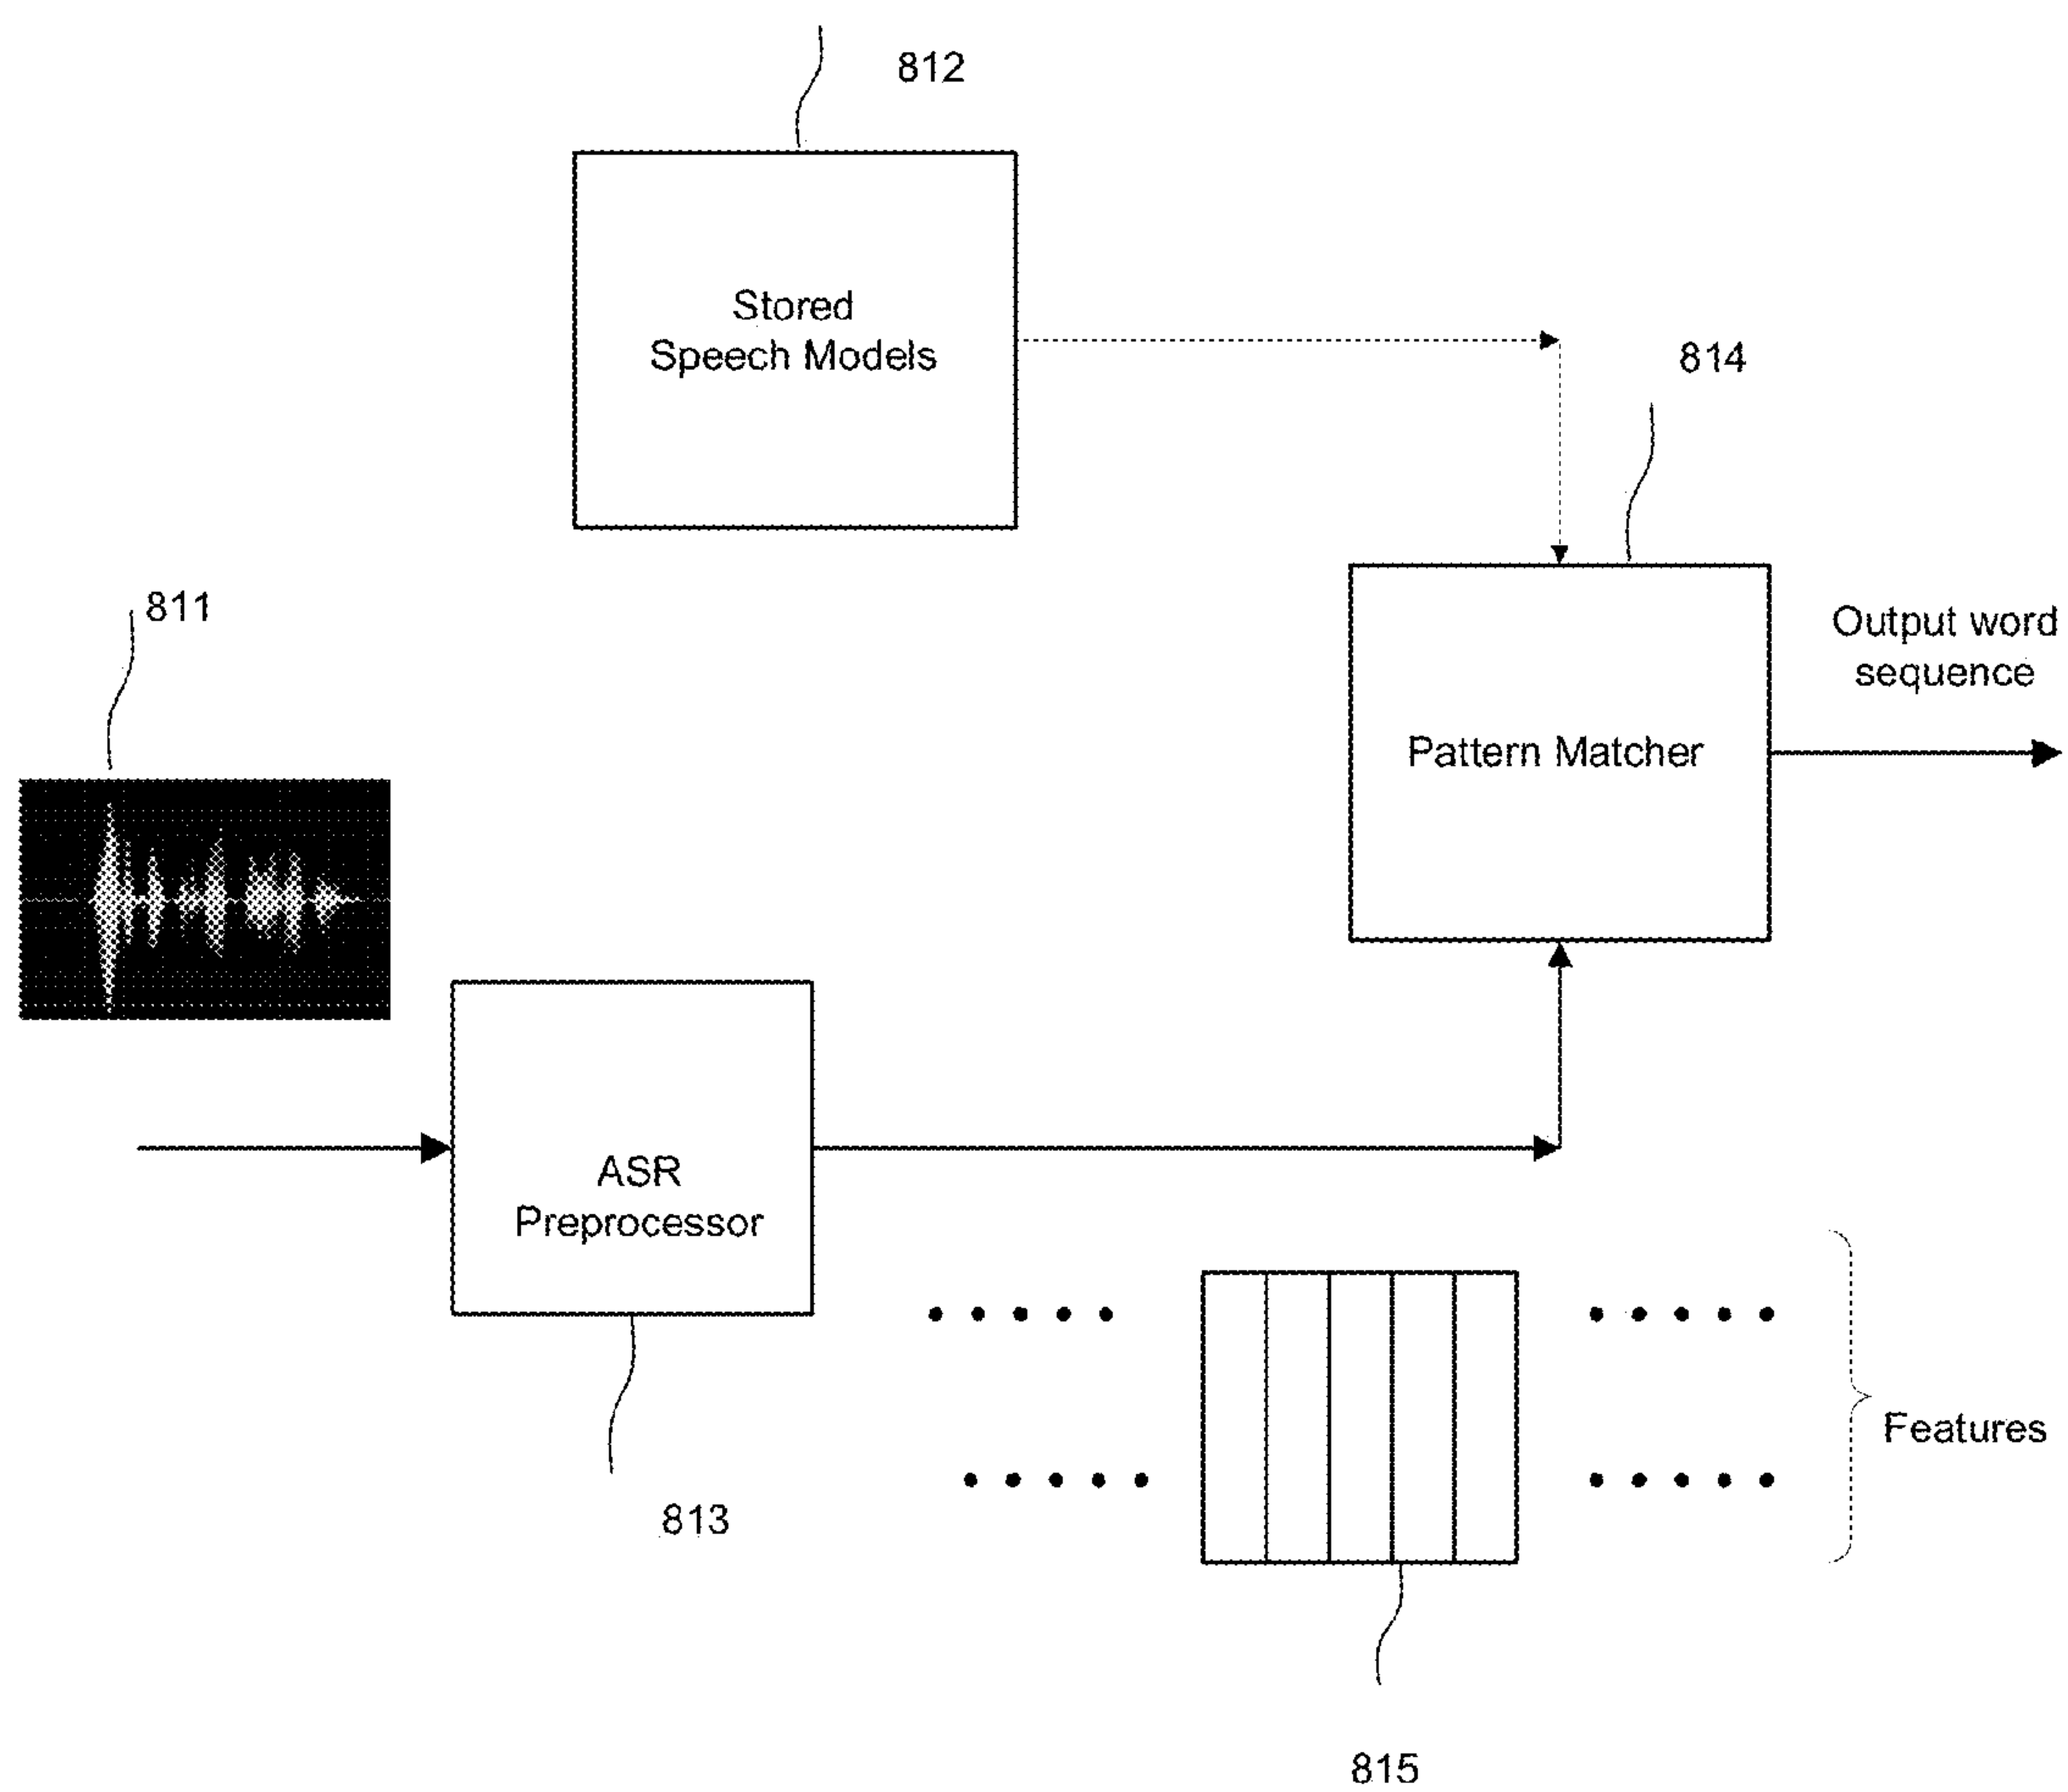 812
Stored
Speech Models
814
811
Output word
sequence
Pattern Matcher
ASR
Preprocessor
Features
813
815